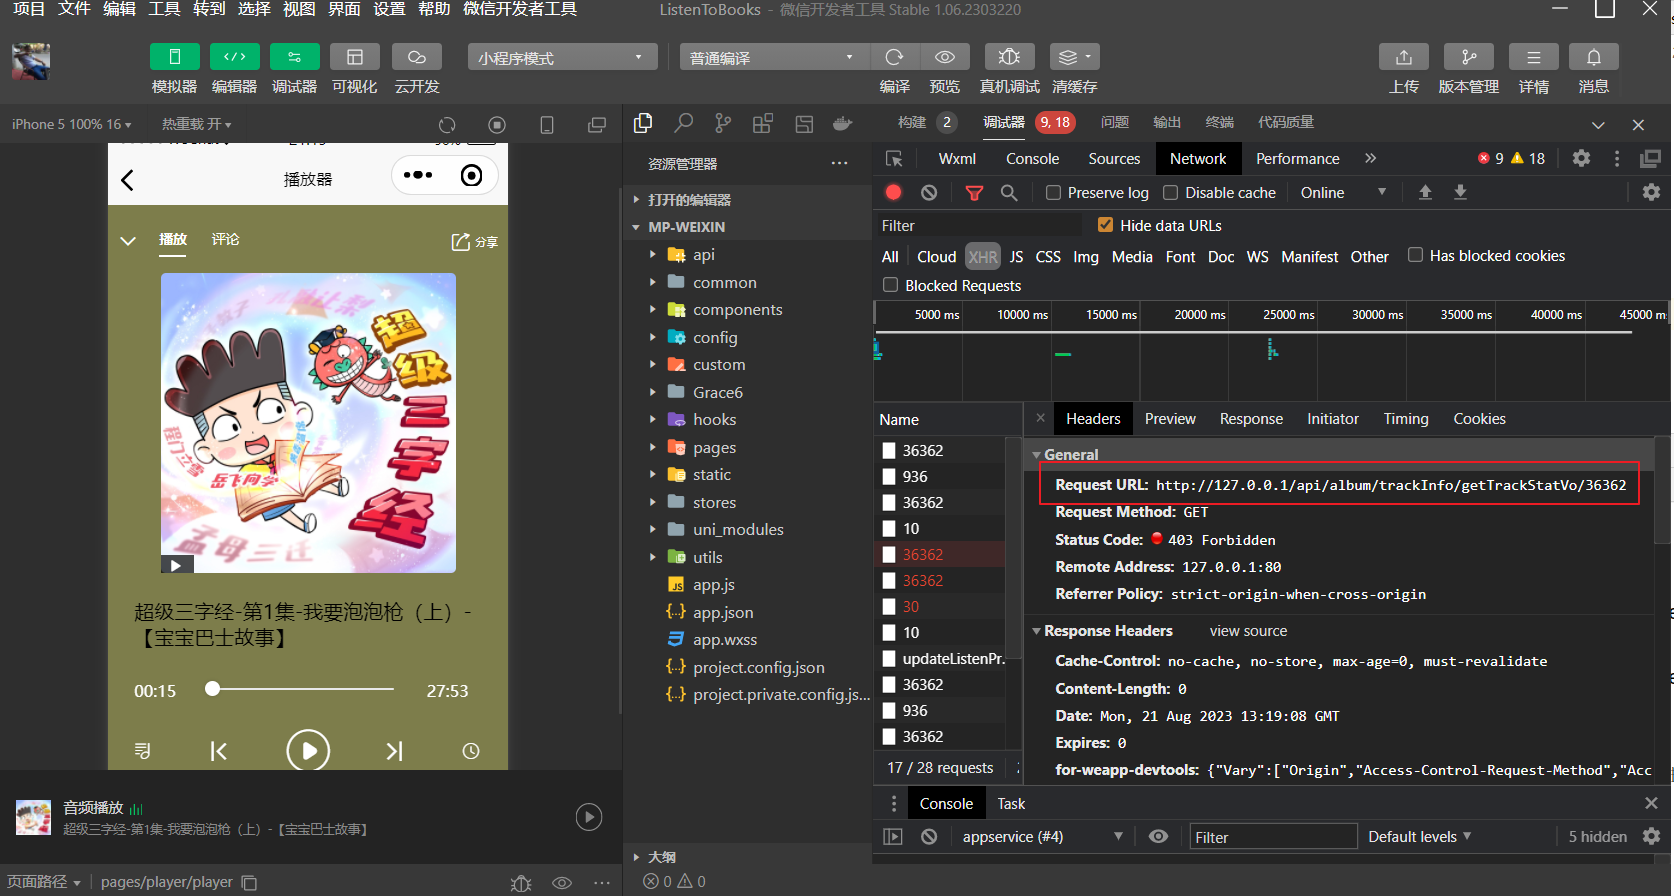 项目 文件 编辑 工具 转到 选择 视图 界面 设置 帮助 微信开发者工具
ListenToBooks - 微信开发者工具 Stable 1.06.2303220
小程序模式
普通编译
模拟器 编辑器 调试器 可视化 云开发
编译 预览 真机调试 清缓存
上传 版本管理 详情 消息
iPhone 5 100% 16
热重载 开
播放器
播放 评论
分享
超级三字经
程门立雪
岳飞同学
孟母三迁
超级三字经-第1集-我要泡泡枪（上）-
【宝宝巴士故事】
00:15 27:53
音频播放
超级三字经-第1集-我要泡泡枪（上）-【宝宝巴士故事】
页面路径 | pages/player/player
资源管理器
打开的编辑器
MP-WEIXIN
api
common
components
config
custom
Grace6
hooks
pages
static
stores
uni_modules
utils
app.js
app.json
app.wxss
project.config.json
project.private.config.js...
大纲
0 0
构建 2 调试器 9, 18 问题 输出 终端 代码质量
Wxml Console Sources Network Performance 9 18
Preserve log Disable cache Online
Filter Hide data URLs
All Cloud XHR JS CSS Img Media Font Doc WS Manifest Other Has blocked cookies
Blocked Requests
5000 ms 10000 ms 15000 ms 20000 ms 25000 ms 30000 ms 35000 ms 40000 ms 45000 m
Name
36362
936
36362
10
36362
36362
30
10
updateListenPr.
36362
936
36362
17 / 28 requests
Headers Preview Response Initiator Timing Cookies
General
Request URL: http://127.0.0.1/api/album/trackInfo/getTrackStatVo/36362
Request Method: GET
Status Code: 403 Forbidden
Remote Address: 127.0.0.1:80
Referrer Policy: strict-origin-when-cross-origin
Response Headers view source
Cache-Control: no-cache, no-store, max-age=0, must-revalidate
Content-Length: 0
Date: Mon, 21 Aug 2023 13:19:08 GMT
Expires: 0
for-weapp-devtools: {"Vary":["Origin","Access-Control-Request-Method","Acc
Console Task
appservice (#4) Filter Default levels 5 hidden